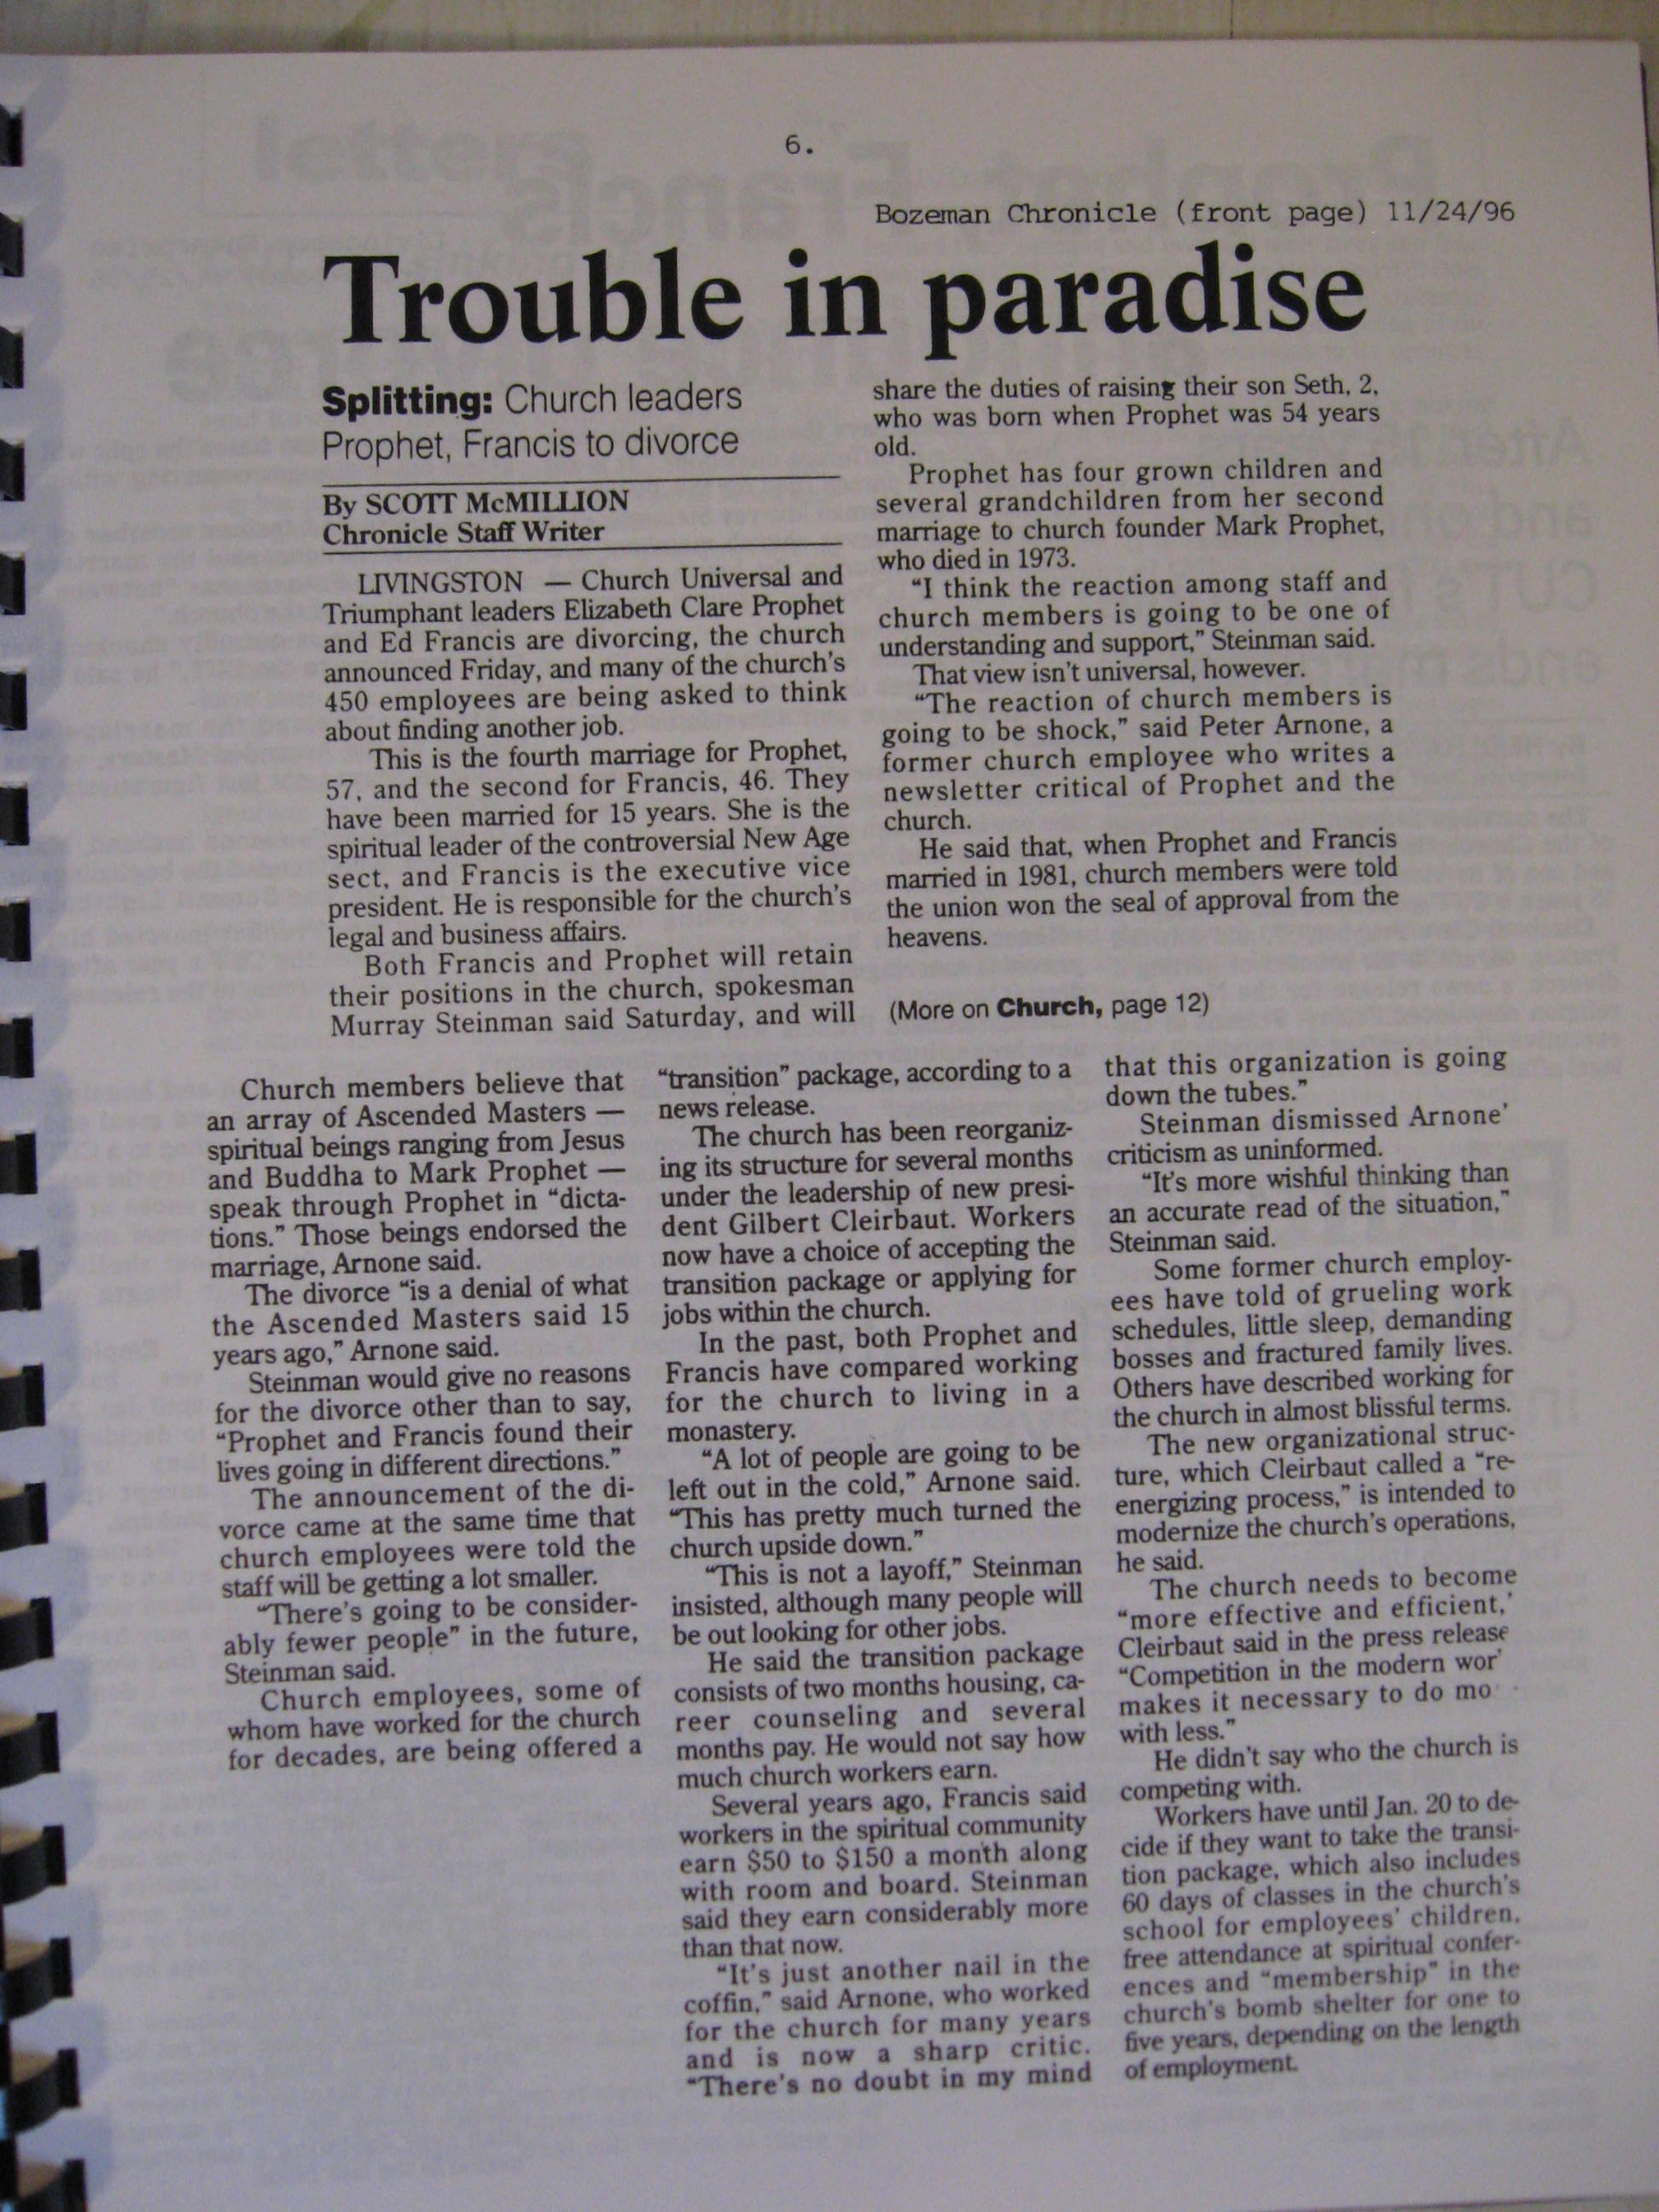 6.
Bozeman Chronicle (front page) 11/24/96
Trouble in paradise
Splitting: Church leaders
Prophet, Francis to divorce
By SCOTT McMILLION
Chronicle Staff Writer
LIVINGSTON — Church Universal and
Triumphant leaders Elizabeth Clare Prophet
and Ed Francis are divorcing, the church
announced Friday, and many of the church's
450 employees are being asked to think
about finding another job.
This is the fourth marriage for Prophet,
57, and the second for Francis, 46. They
have been married for 15 years. She is the
spiritual leader of the controversial New Age
sect, and Francis is the executive vice
president. He is responsible for the church's
legal and business affairs.
Both Francis and Prophet will retain
their positions in the church, spokesman
Murray Steinman said Saturday, and will
share the duties of raising their son Seth, 2,
who was born when Prophet was 54 years
old.
Prophet has four grown children and
several grandchildren from her second
marriage to church founder Mark Prophet,
who died in 1973.
“I think the reaction among staff and
church members is going to be one of
understanding and support,” Steinman said.
That view isn't universal, however.
“The reaction of church members is
going to be shock,” said Peter Arnone, a
former church employee who writes a
newsletter critical of Prophet and the
church.
He said that, when Prophet and Francis
married in 1981, church members were told
the union won the seal of approval from the
heavens.
(More on Church, page 12)
Church members believe that
an array of Ascended Masters —
spiritual beings ranging from Jesus
and Buddha to Mark Prophet —
speak through Prophet in “dicta-
tions.” Those beings endorsed the
marriage, Arnone said.
The divorce “is a denial of what
the Ascended Masters said 15
years ago,” Arnone said.
Steinman would give no reasons
for the divorce other than to say,
“Prophet and Francis found their
lives going in different directions.”
The announcement of the di-
vorce came at the same time that
church employees were told the
staff will be getting a lot smaller.
“There's going to be consider-
ably fewer people” in the future,
Steinman said.
Church employees, some of
whom have worked for the church
for decades, are being offered a
“transition” package, according to a
news release.
The church has been reorganiz-
ing its structure for several months
under the leadership of new presi-
dent Gilbert Cleirbaut. Workers
now have a choice of accepting the
transition package or applying for
jobs within the church.
In the past, both Prophet and
Francis have compared working
for the church to living in a
monastery.
“A lot of people are going to be
left out in the cold,” Arnone said.
“This has pretty much turned the
church upside down.”
“This is not a layoff,” Steinman
insisted, although many people will
be out looking for other jobs.
He said the transition package
consists of two months housing, ca-
reer counseling and several
months pay. He would not say how
much church workers earn.
Several years ago, Francis said
workers in the spiritual community
earn $50 to $150 a month along
with room and board. Steinman
said they earn considerably more
than that now.
“It's just another nail in the
coffin,” said Arnone, who worked
for the church for many years
and is now a sharp critic.
“There's no doubt in my mind
that this organization is going
down the tubes.”
Steinman dismissed Arnone'
criticism as uninformed.
“It's more wishful thinking than
an accurate read of the situation,”
Steinman said.
Some former church employ-
ees have told of grueling work
schedules, little sleep, demanding
bosses and fractured family lives.
Others have described working for
the church in almost blissful terms.
The new organizational struc-
ture, which Cleirbaut called a “re-
energizing process,” is intended to
modernize the church's operations,
he said.
The church needs to become
“more effective and efficient,'
Cleirbaut said in the press release
“Competition in the modern wor
makes it necessary to do mo
with less.”
He didn't say who the church is
competing with.
Workers have until Jan. 20 to de-
cide if they want to take the transi-
tion package, which also includes
60 days of classes in the church's
school for employees' children,
free attendance at spiritual confer-
ences and “membership” in the
church's bomb shelter for one to
five years, depending on the length
of employment.